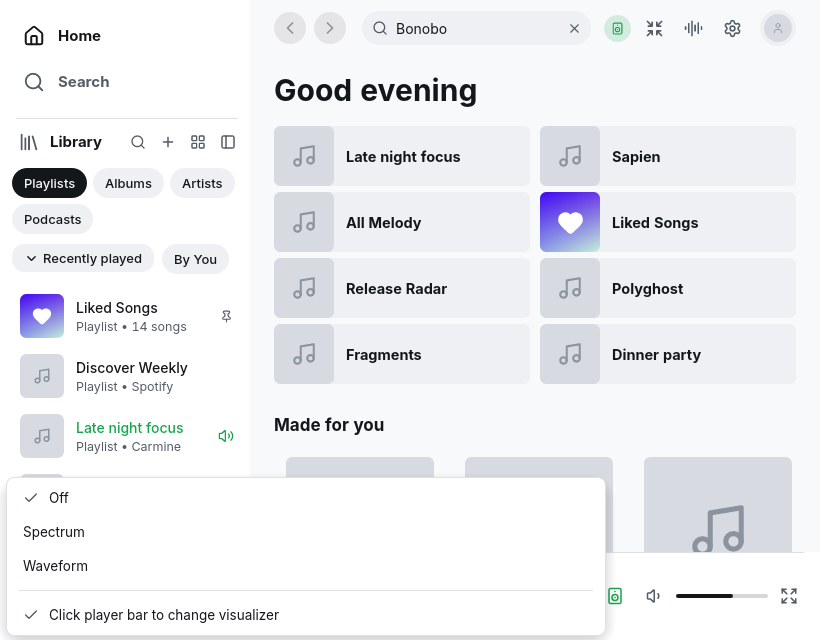 Home
Search
Library
Playlists
Albums
Artists
Podcasts
Recently played
By You
Liked Songs
Playlist • 14 songs
Discover Weekly
Playlist • Spotify
Late night focus
Playlist • Carmine
Bonobo
Good evening
Late night focus
Sapien
All Melody
Liked Songs
Release Radar
Polyghost
Fragments
Dinner party
Made for you
Off
Spectrum
Waveform
Click player bar to change visualizer